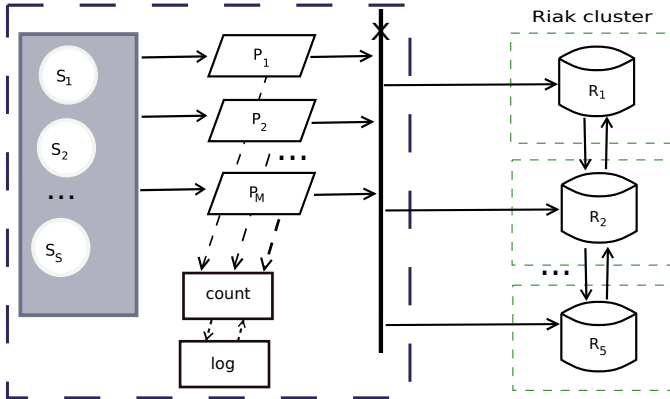 Riak cluster
X
S1
P1
R1
S2
P2
...
...
PM
R2
SS
...
count
log
R5